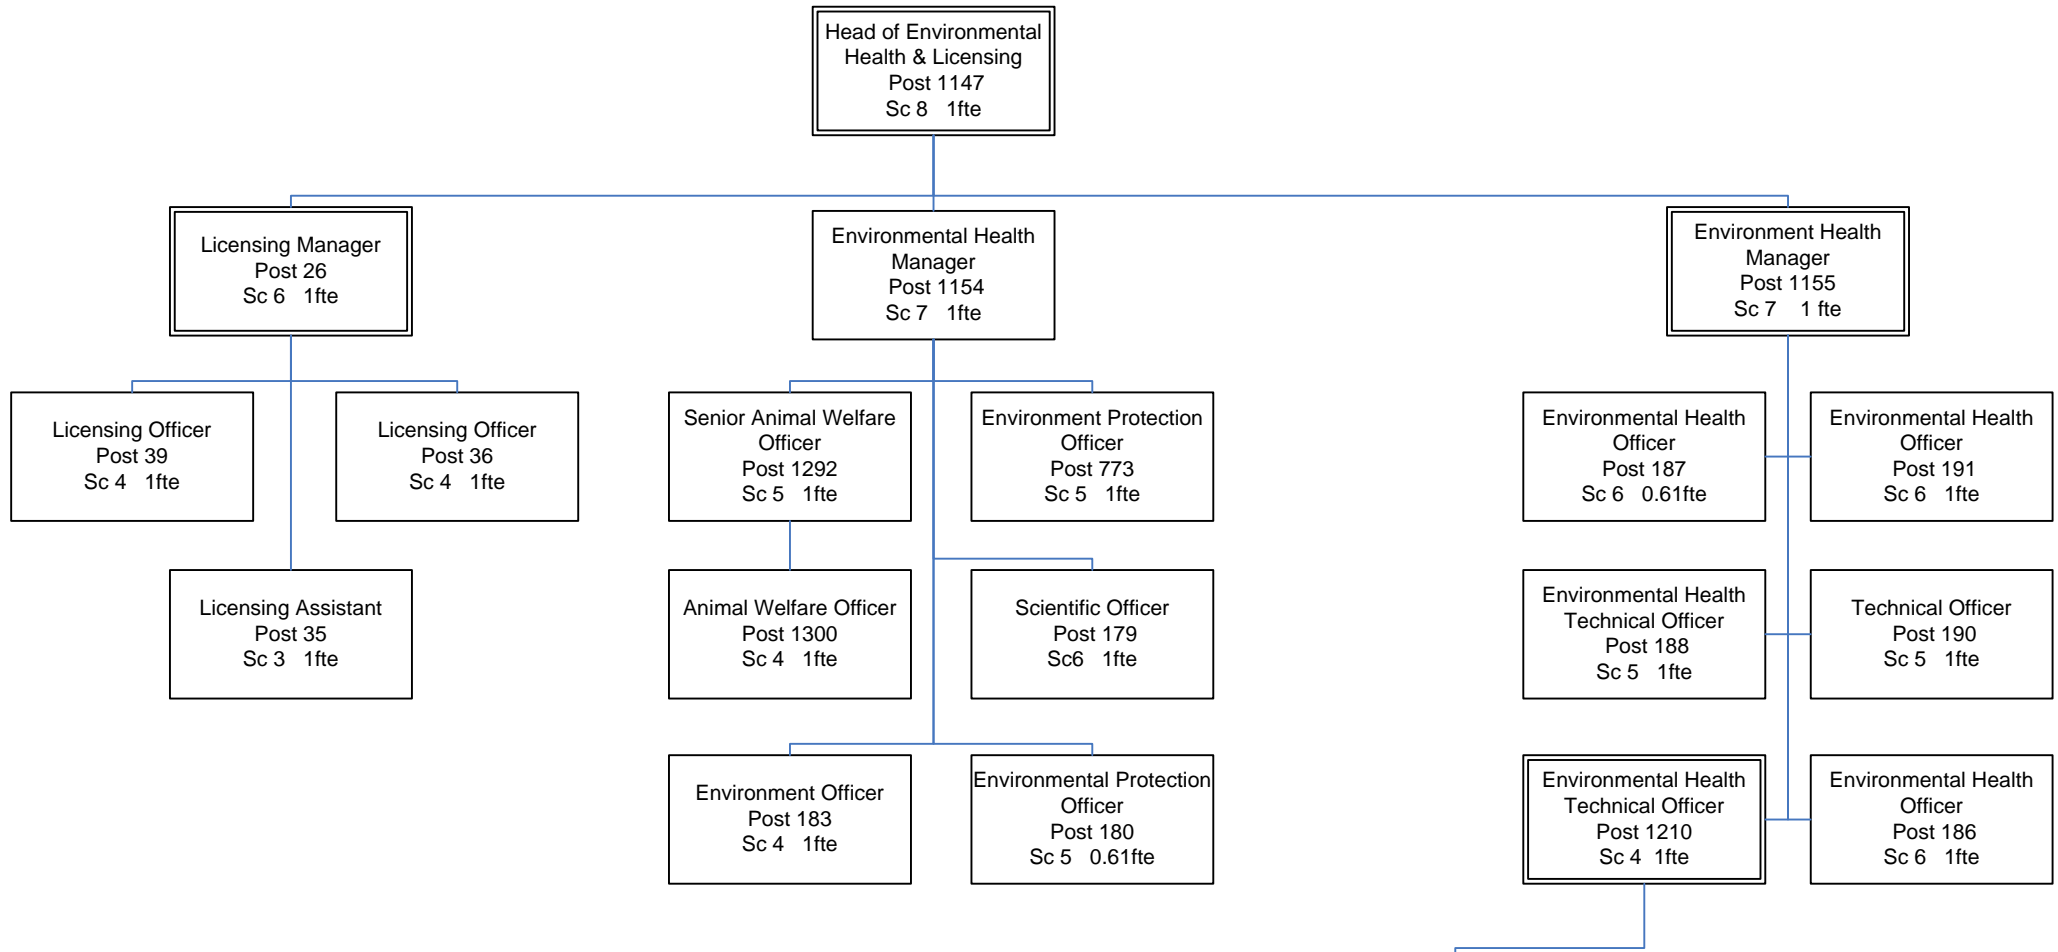 Head of Environmental
Health & Licensing
Post 1147
Sc 8 1fte
Licensing Manager
Post 26
Sc 6 1fte
Environmental Health
Manager
Post 1154
Sc 7 1fte
Environment Health
Manager
Post 1155
Sc 7 1 fte
Licensing Officer
Post 39
Sc 4 1fte
Licensing Officer
Post 36
Sc 4 1fte
Senior Animal Welfare
Officer
Post 1292
Sc 5 1fte
Environment Protection
Officer
Post 773
Sc 5 1fte
Environmental Health
Officer
Post 187
Sc 6 0.61fte
Environmental Health
Officer
Post 191
Sc 6 1fte
Licensing Assistant
Post 35
Sc 3 1fte
Animal Welfare Officer
Post 1300
Sc 4 1fte
Scientific Officer
Post 179
Sc6 1fte
Environmental Health
Technical Officer
Post 188
Sc 5 1fte
Technical Officer
Post 190
Sc 5 1fte
Environment Officer
Post 183
Sc 4 1fte
Environmental Protection
Officer
Post 180
Sc 5 0.61fte
Environmental Health
Technical Officer
Post 1210
Sc 4 1fte
Environmental Health
Officer
Post 186
Sc 6 1fte